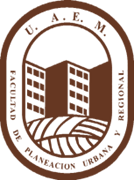 U. A. E. M.
FACULTAD DE PLANEACION URBANA Y REGIONAL